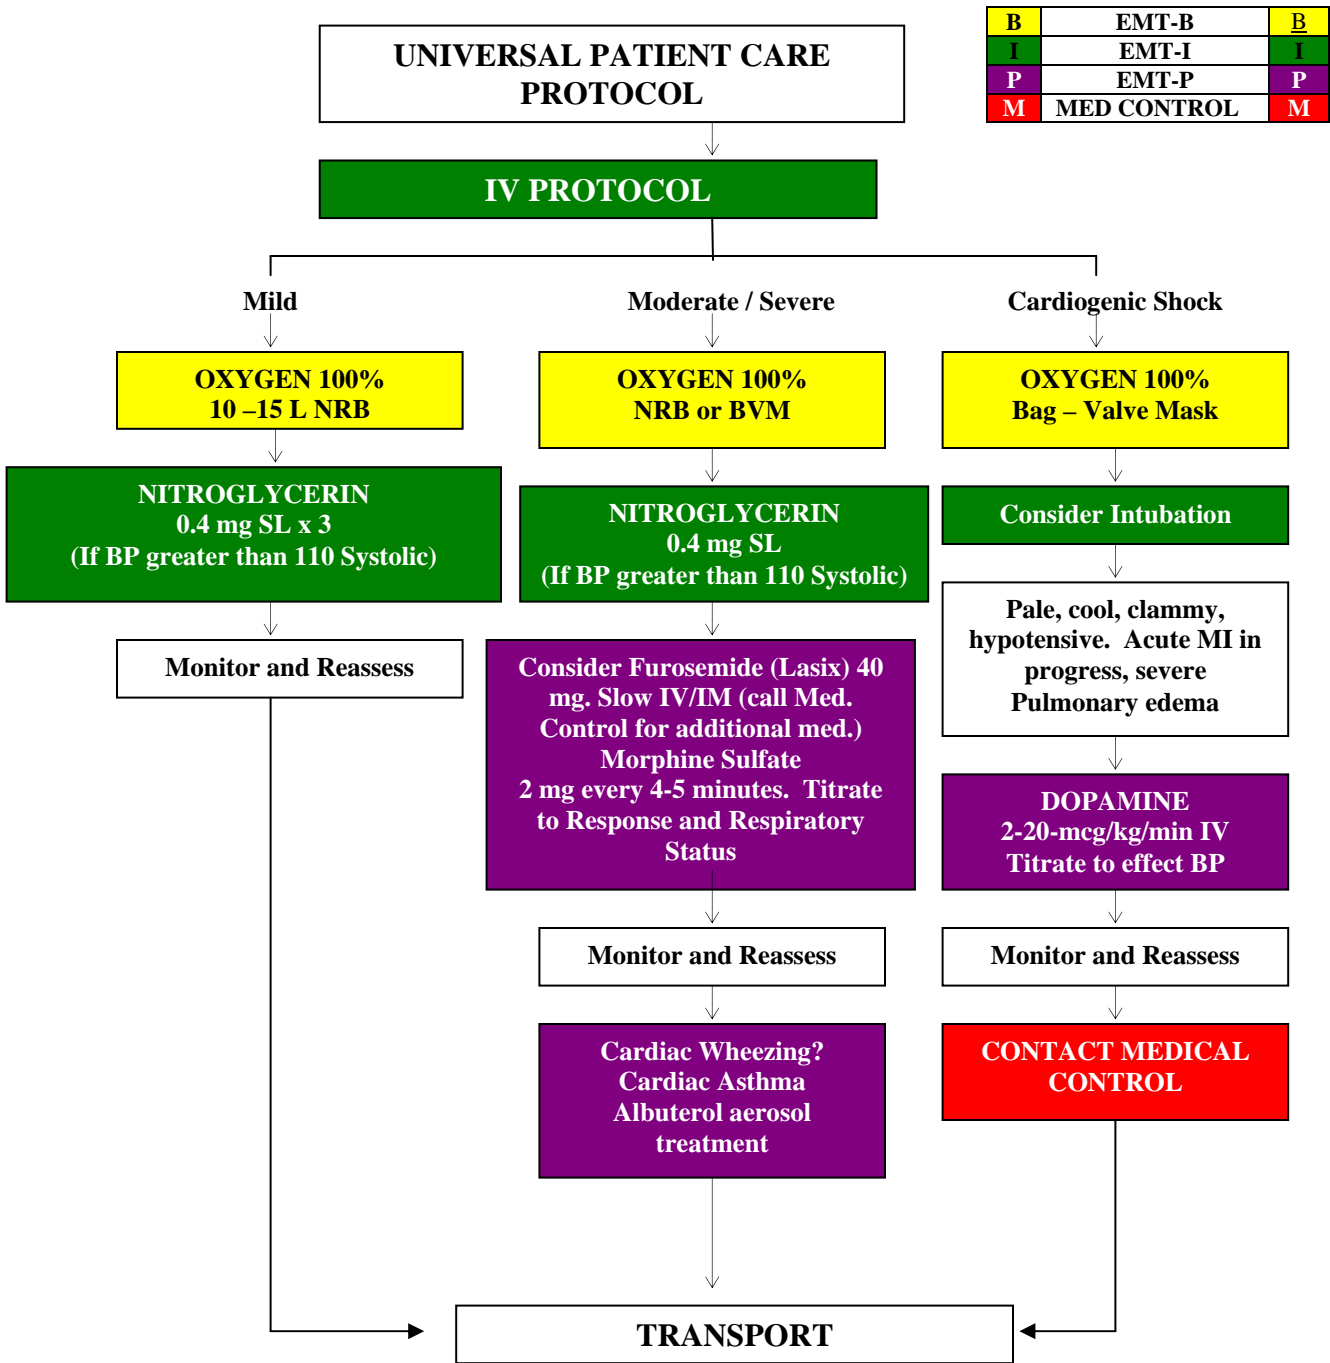 B EMT-B B
I EMT-I I
P EMT-P P
M MED CONTROL M
UNIVERSAL PATIENT CARE
PROTOCOL
IV PROTOCOL
Mild
Moderate / Severe
Cardiogenic Shock
OXYGEN 100%
10 –15 L NRB
OXYGEN 100%
NRB or BVM
OXYGEN 100%
Bag – Valve Mask
NITROGLYCERIN
0.4 mg SL x 3
(If BP greater than 110 Systolic)
NITROGLYCERIN
0.4 mg SL
(If BP greater than 110 Systolic)
Consider Intubation
Pale, cool, clammy,
hypotensive. Acute MI in
progress, severe
Pulmonary edema
Monitor and Reassess
Consider Furosemide (Lasix) 40
mg. Slow IV/IM (call Med.
Control for additional med.)
Morphine Sulfate
2 mg every 4-5 minutes. Titrate
to Response and Respiratory
Status
DOPAMINE
2-20-mcg/kg/min IV
Titrate to effect BP
Monitor and Reassess
Monitor and Reassess
Cardiac Wheezing?
Cardiac Asthma
Albuterol aerosol
treatment
CONTACT MEDICAL
CONTROL
TRANSPORT